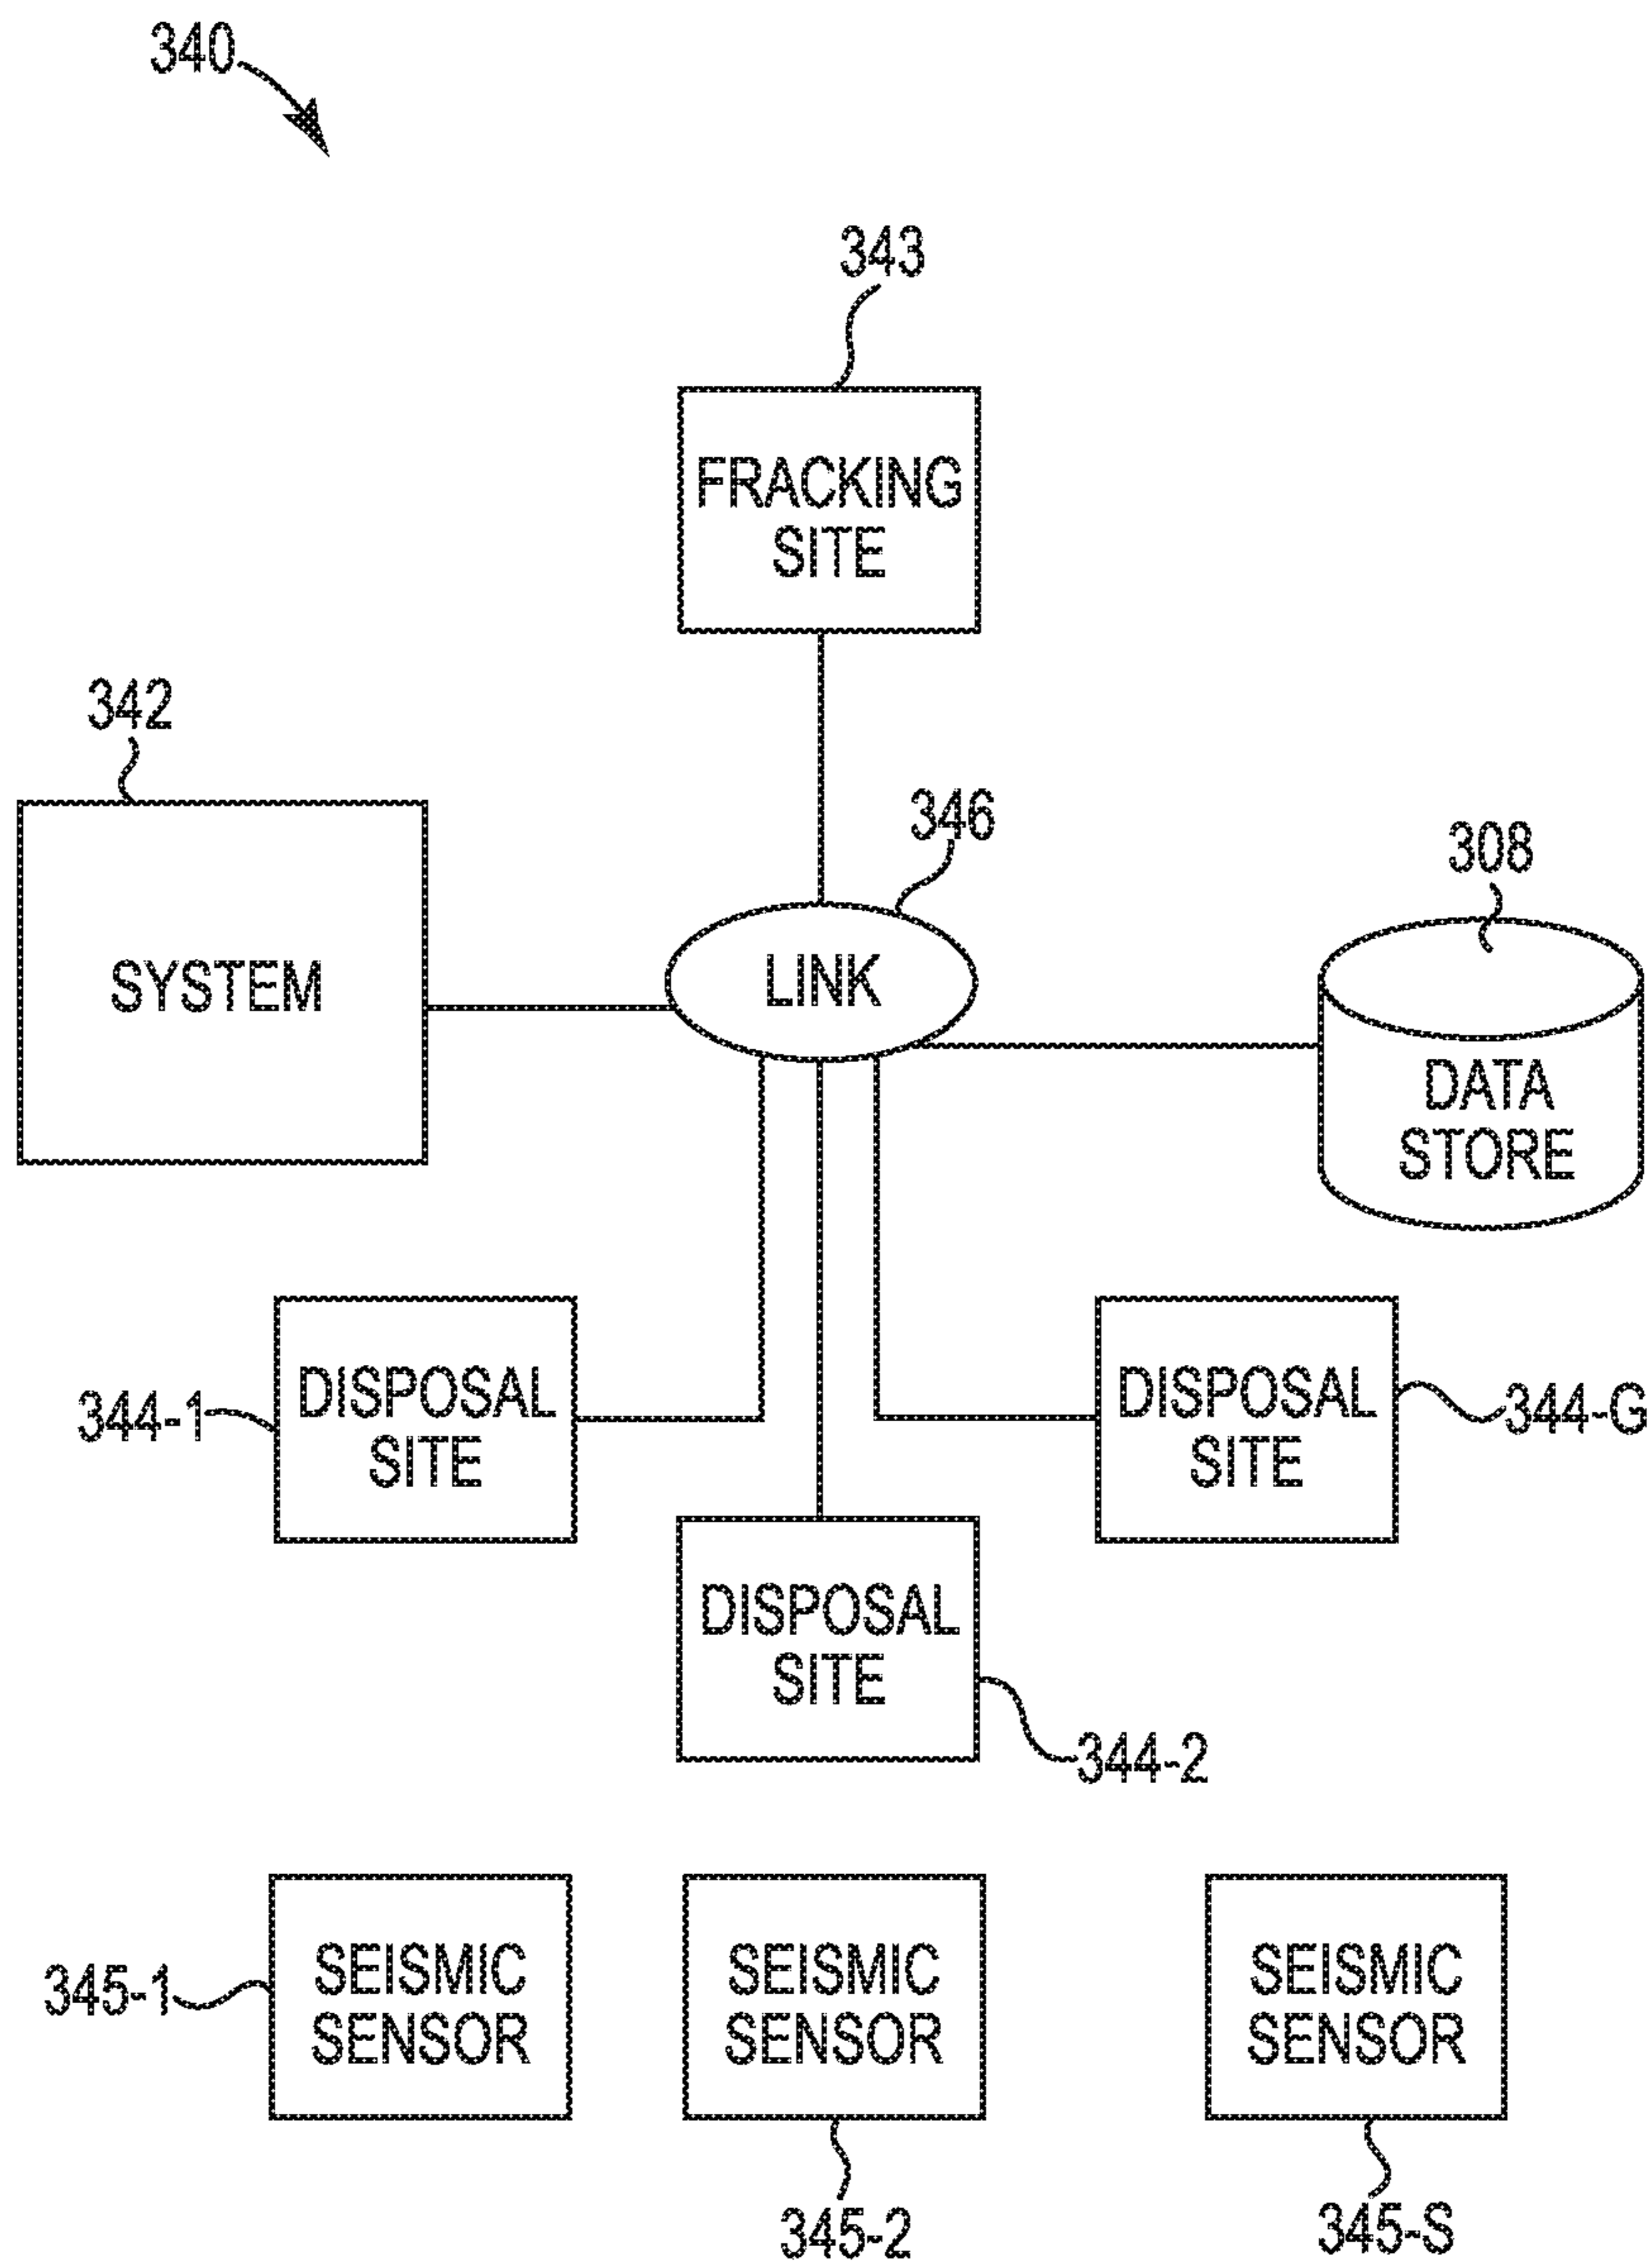 340
343
FRACKING
SITE
342
346
308
SYSTEM
LINK
DATA
STORE
344-1
DISPOSAL
SITE
DISPOSAL
SITE
344-G
DISPOSAL
SITE
344-2
345-1
SEISMIC
SENSOR
SEISMIC
SENSOR
SEISMIC
SENSOR
345-2
345-S